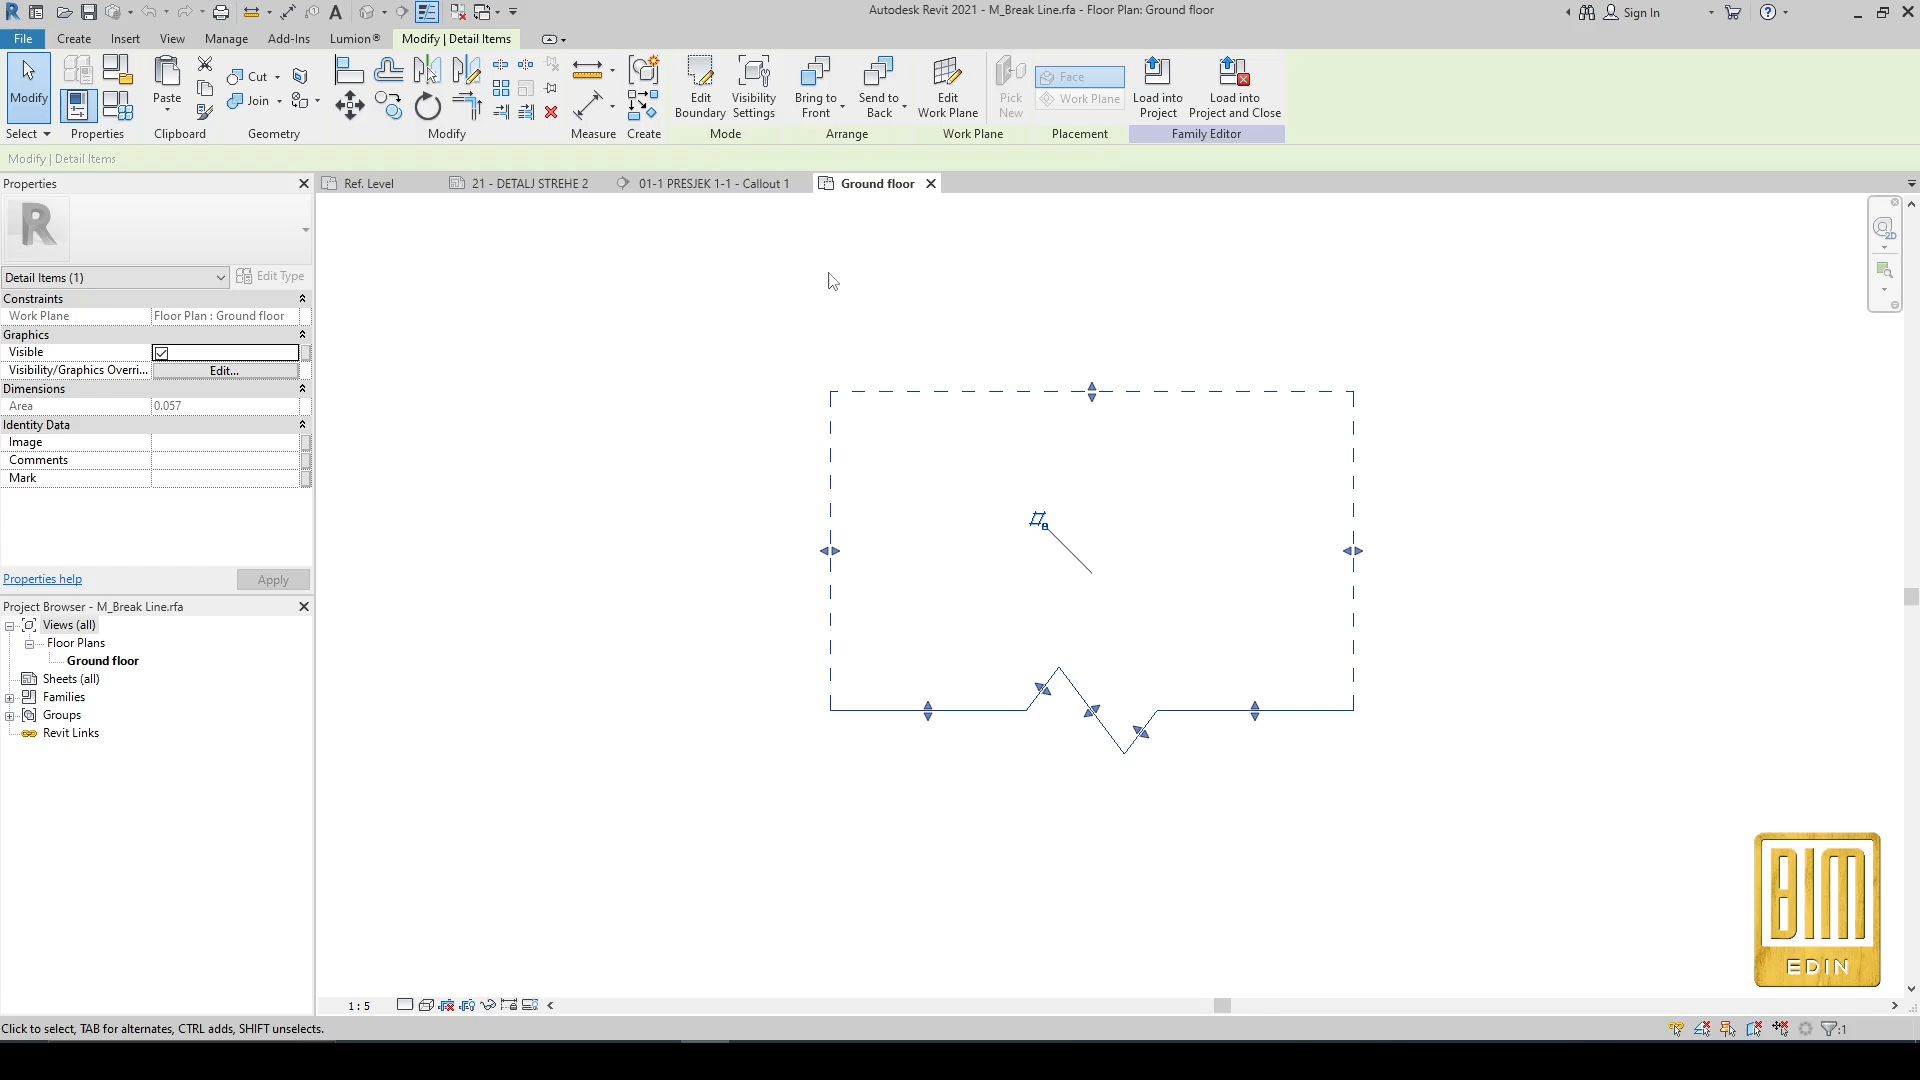 Autodesk Revit 2021 - M_Break Line.rfa - Floor Plan: Ground floor
Sign In
File Create Insert View Manage Add-Ins Lumion® Modify | Detail Items
Modify
Select
Properties
Paste
Clipboard
Cut
Join
Geometry
Modify
Measure
Create
Edit
Boundary
Visibility
Settings
Mode
Bring to
Front
Send to
Back
Arrange
Edit
Work Plane
Work Plane
Pick
New
Face
Work Plane
Placement
Load into
Project
Load into
Project and Close
Family Editor
Modify | Detail Items
Properties
Ref. Level
21 - DETALJ STREHE 2
01-1 PRESJEK 1-1 - Callout 1
Ground floor
R
Detail Items (1)
Edit Type
Constraints
Work Plane Floor Plan : Ground floor
Graphics
Visible
Visibility/Graphics Overri... Edit...
Dimensions
Area 0.057
Identity Data
Image
Comments
Mark
Properties help
Apply
Project Browser - M_Break Line.rfa
Views (all)
Floor Plans
Ground floor
Sheets (all)
Families
Groups
Revit Links
2D
BIM
EDIN
1 : 5
Click to select, TAB for alternates, CTRL adds, SHIFT unselects.
:1